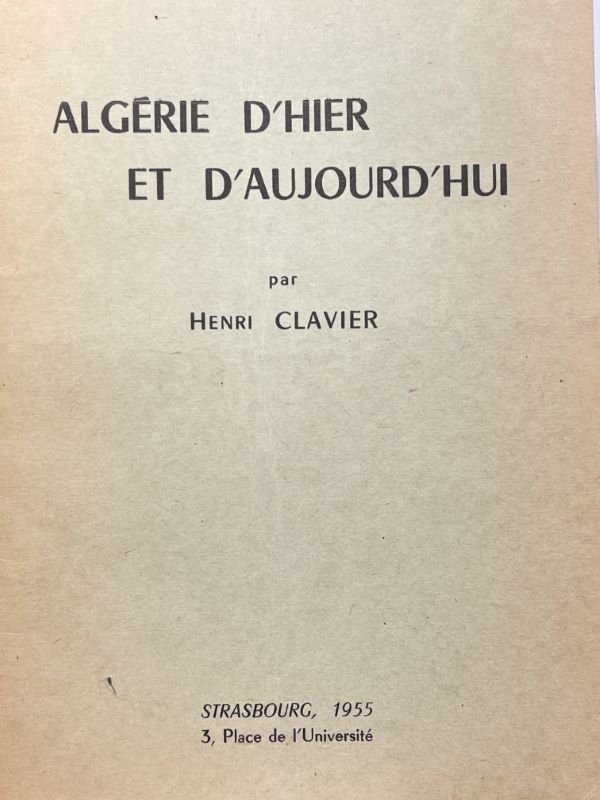 ALGÉRIE D'HIER
ET D'AUJOURD'HUI
par
HENRI CLAVIER
STRASBOURG, 1955
3, Place de l'Université